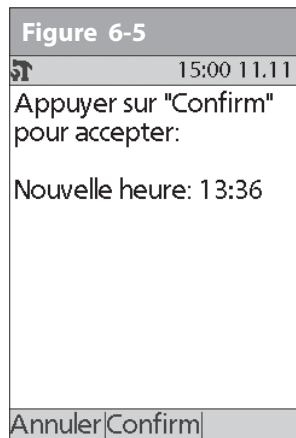 Figure 6-5
15:00 11.11
Appuyer sur "Confirm"
pour accepter:
Nouvelle heure: 13:36
Annuler|Confirm|